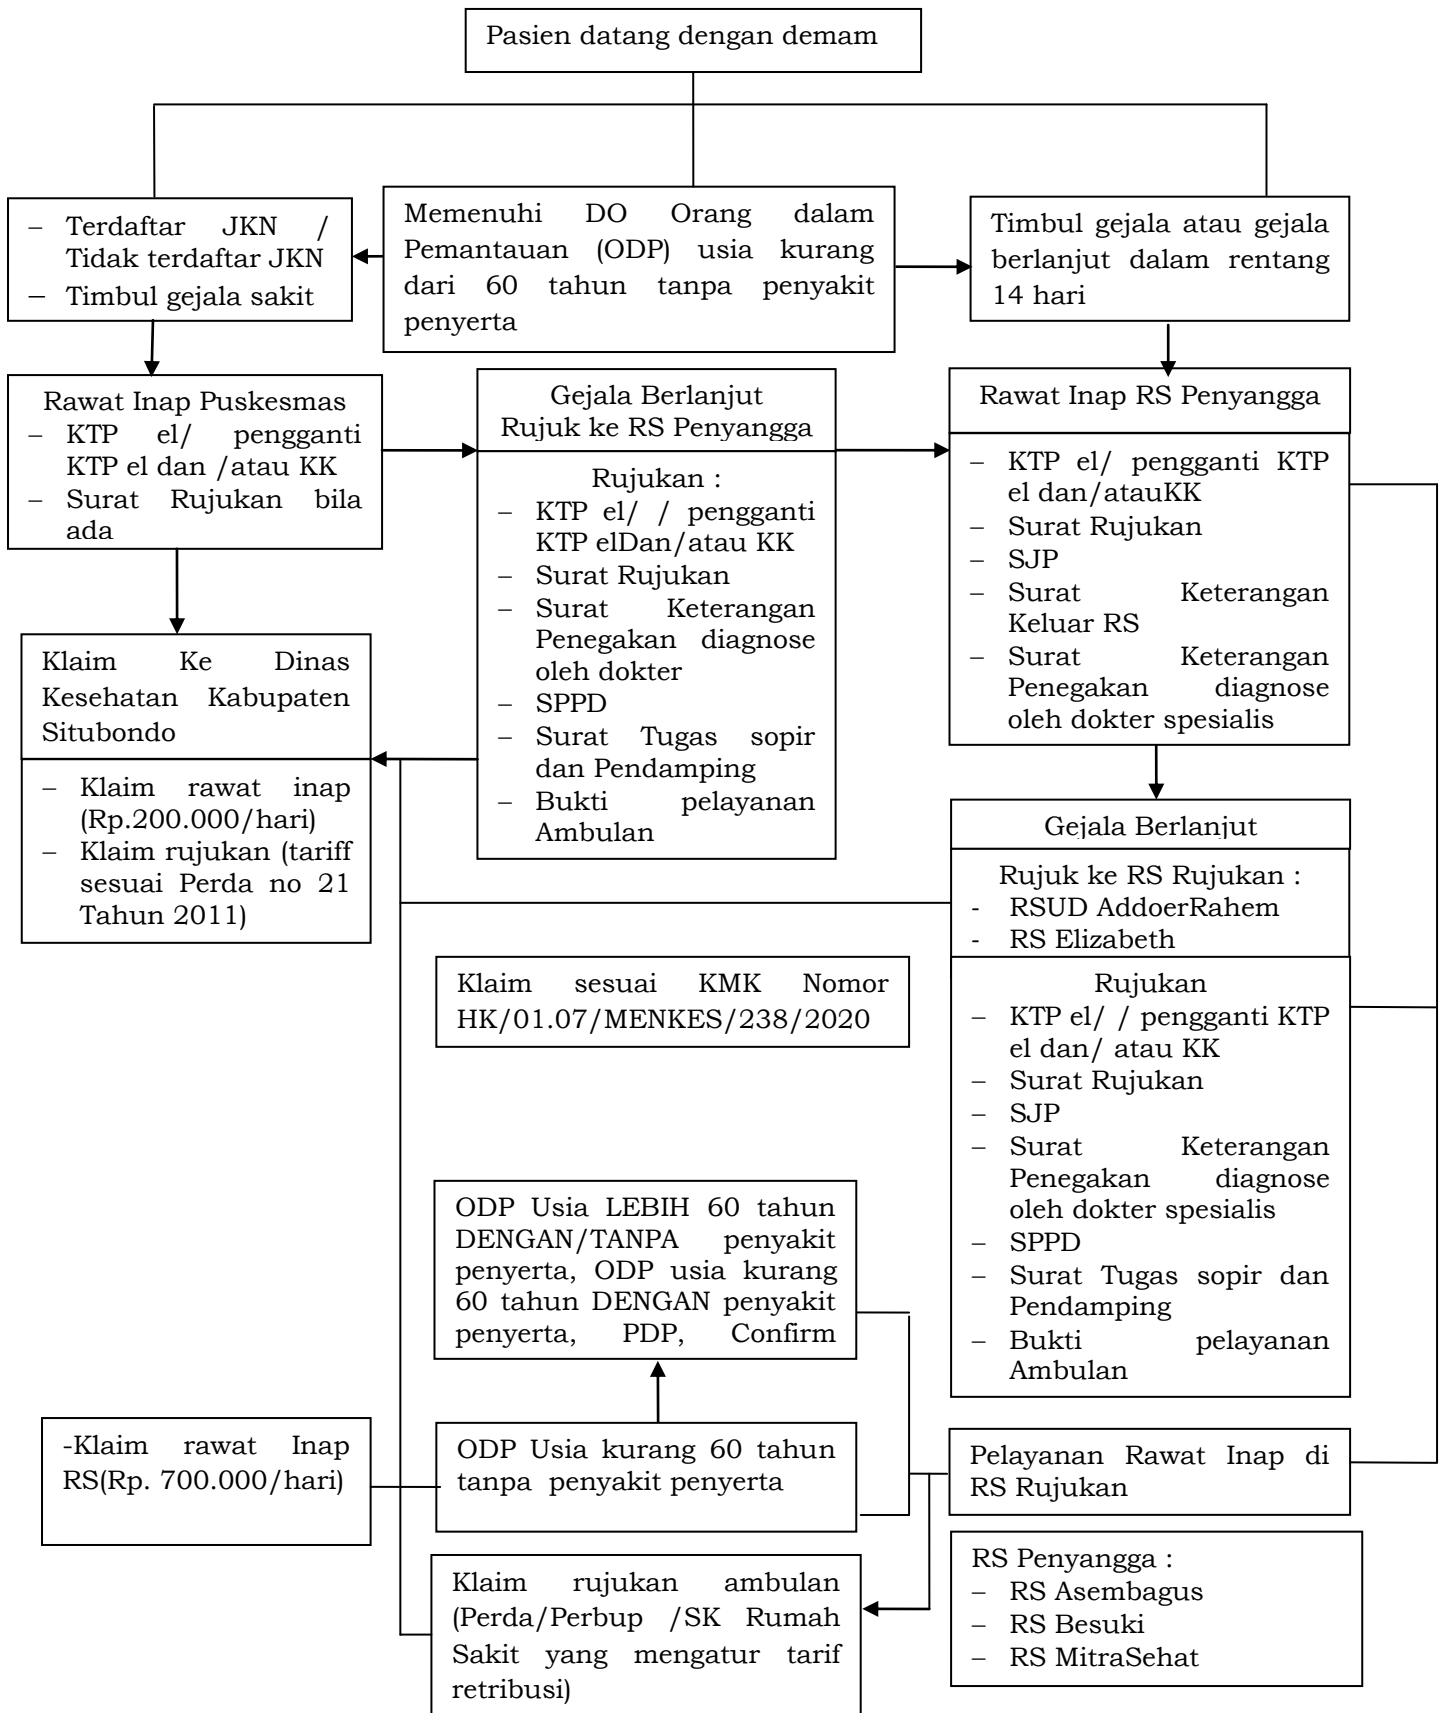 Pasien datang dengan demam
– Terdaftar JKN /
Tidak terdaftar JKN
– Timbul gejala sakit
Memenuhi DO Orang dalam
Pemantauan (ODP) usia kurang
dari 60 tahun tanpa penyakit
penyerta
Timbul gejala atau gejala
berlanjut dalam rentang
14 hari
Rawat Inap Puskesmas
– KTP el/ pengganti
KTP el dan /atau KK
– Surat Rujukan bila
ada
Gejala Berlanjut
Rujuk ke RS Penyangga
Rujukan :
– KTP el/ / pengganti
KTP elDan/atau KK
– Surat Rujukan
– Surat Keterangan
Penegakan diagnose
oleh dokter
– SPPD
– Surat Tugas sopir
dan Pendamping
– Bukti pelayanan
Ambulan
Rawat Inap RS Penyangga
– KTP el/ pengganti KTP
el dan/atauKK
– Surat Rujukan
– SJP
– Surat Keterangan
Keluar RS
– Surat Keterangan
Penegakan diagnose
oleh dokter spesialis
Klaim Ke Dinas
Kesehatan Kabupaten
Situbondo
– Klaim rawat inap
(Rp.200.000/hari)
– Klaim rujukan (tariff
sesuai Perda no 21
Tahun 2011)
Gejala Berlanjut
Rujuk ke RS Rujukan :
- RSUD AddoerRahem
- RS Elizabeth
Rujukan
– KTP el/ / pengganti KTP
el dan/ atau KK
– Surat Rujukan
– SJP
– Surat Keterangan
Penegakan diagnose
oleh dokter spesialis
– SPPD
– Surat Tugas sopir dan
Pendamping
– Bukti pelayanan
Ambulan
Klaim sesuai KMK Nomor
HK/01.07/MENKES/238/2020
ODP Usia LEBIH 60 tahun
DENGAN/TANPA penyakit
penyerta, ODP usia kurang
60 tahun DENGAN penyakit
penyerta, PDP, Confirm
-Klaim rawat Inap
RS(Rp. 700.000/hari)
ODP Usia kurang 60 tahun
tanpa penyakit penyerta
Pelayanan Rawat Inap di
RS Rujukan
Klaim rujukan ambulan
(Perda/Perbup /SK Rumah
Sakit yang mengatur tarif
retribusi)
RS Penyangga :
– RS Asembagus
– RS Besuki
– RS MitraSehat